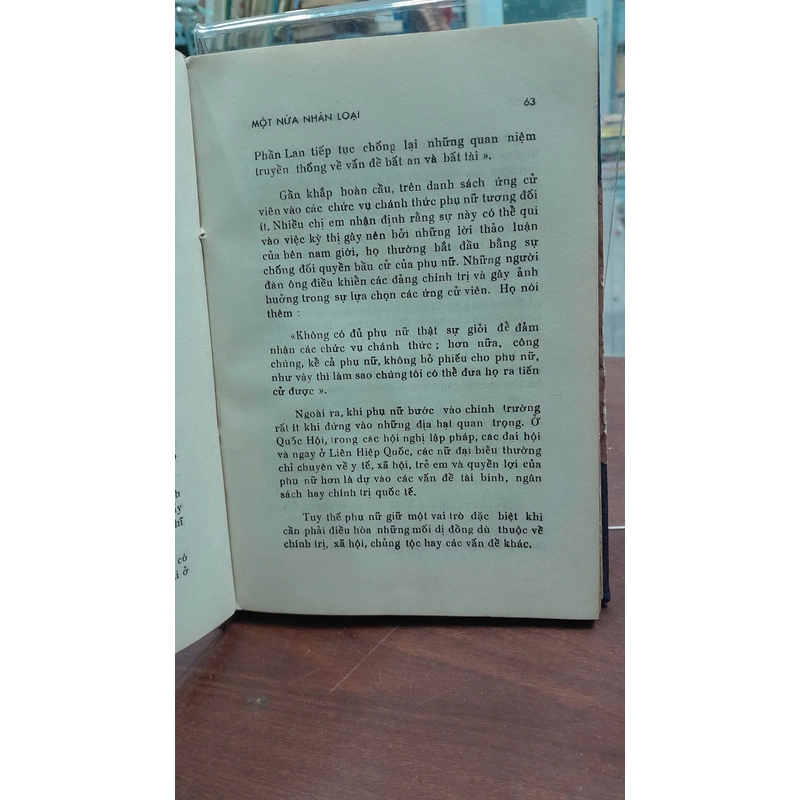 MỘT NỬA NHÂN LOẠI 63
Phần Lan tiếp tục chống lại những quan niệm
truyền thống về vấn đề bất an và bất tài ».
Gần khắp hoàn cầu, trên danh sách ứng cử
viên vào các chức vụ chánh thức phụ nữ tương đối
ít. Nhiều chị em nhận định rằng sự này có thể qui
vào việc kỳ thị gây nên bởi những lời thảo luận
của bên nam giới, họ thường bắt đầu bằng sự
chống đối quyền bầu cử của phụ nữ. Những người
đàn ông điều khiển các đảng chính trị và gây ảnh
huởng trong sự lựa chọn các ứng cử viên. Họ nói
thêm :
«Không có đủ phụ nữ thật sự giỏi để đảm
nhận các chức vụ chánh thức ; hơn nữa, công
chúng, kể cả phụ nữ, không bỏ phiếu cho phụ nữ,
như vậy thì làm sao chúng tôi có thể đưa họ ra tiến
cử được ».
Ngoài ra, khi phụ nữ bước vào chính trường
rất ít khi đứng vào những địa hạt quan trọng. Ở
Quốc Hội, trong các hội nghị lập pháp, các đại hội
và ngay ở Liên Hiệp Quốc, các nữ đại biểu thường
chỉ chuyên về y tế, xã hội, trẻ em và quyền lợi của
phụ nữ hơn là dự vào các vấn đề tài binh, ngân
sách hay chính trị quốc tế.
Tuy thế phụ nữ giữ một vai trò đặc biệt khi
cần phải điều hòa những mối dị đồng dù thuộc về
chính trị, xã hội, chủng tộc hay các vấn đề khác.
có
ở